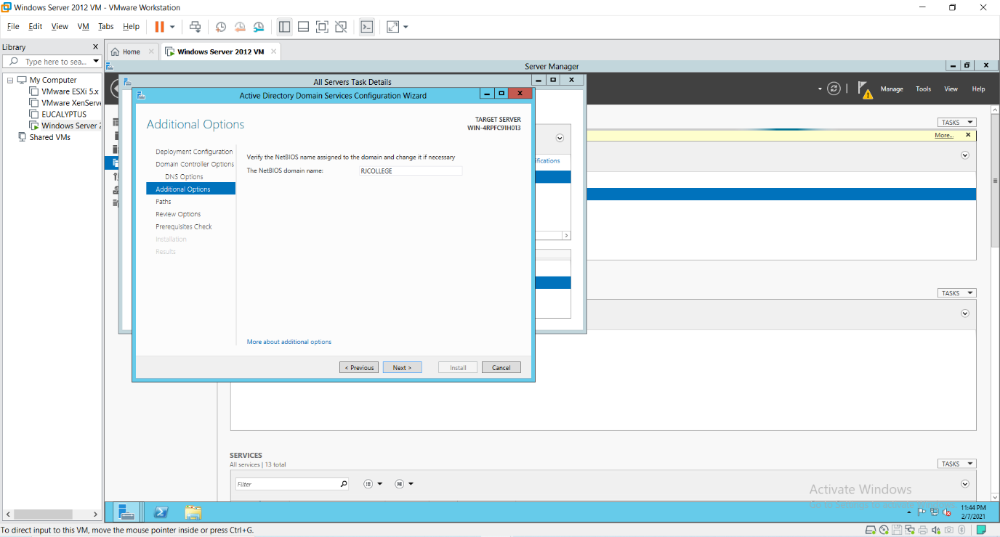 Windows Server 2012 VM - VMware Workstation
File Edit View VM Tabs Help
Library
Type here to sea...
My Computer
VMware ESXi 5.x
VMware XenServe
EUCALYPTUS
Windows Server 2
Shared VMs
Home
Windows Server 2012 VM
Server Manager
Manage Tools View Help
All Servers Task Details
Active Directory Domain Services Configuration Wizard
Additional Options
TARGET SERVER
WIN-4RPFC91H013
Deployment Configuration
Domain Controller Options
DNS Options
Additional Options
Paths
Review Options
Prerequisites Check
Installation
Results
Verify the NetBIOS name assigned to the domain and change it if necessary
The NetBIOS domain name: RJCOLLEGE
More about additional options
< Previous Next > Install Cancel
ifications
TASKS
More...
TASKS
SERVICES
All services | 13 total
TASKS
Filter
Activate Windows
11:44 PM
2/7/2021
To direct input to this VM, move the mouse pointer inside or press Ctrl+G.